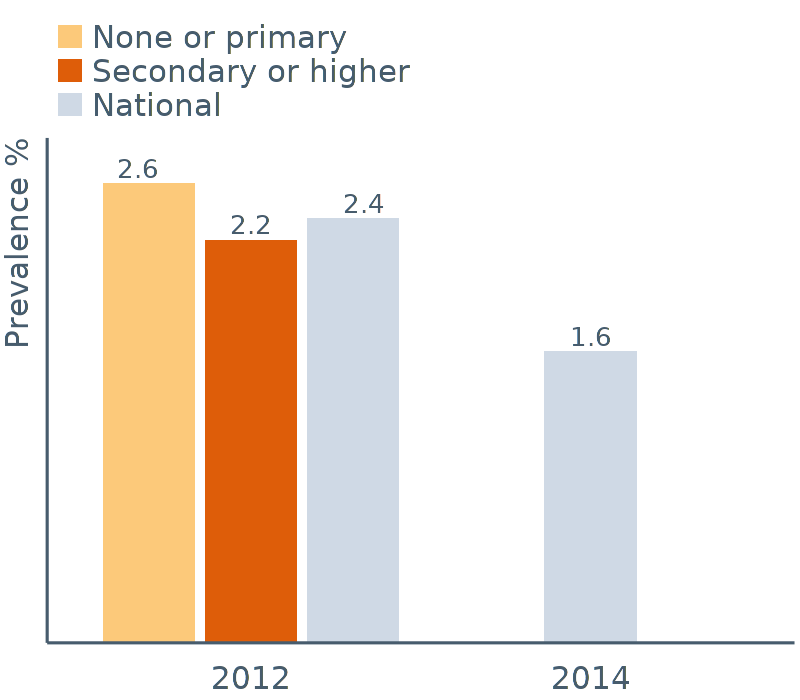 None or primary
Secondary or higher
National
Prevalence %
2.6
2.2
2.4
1.6
2012
2014